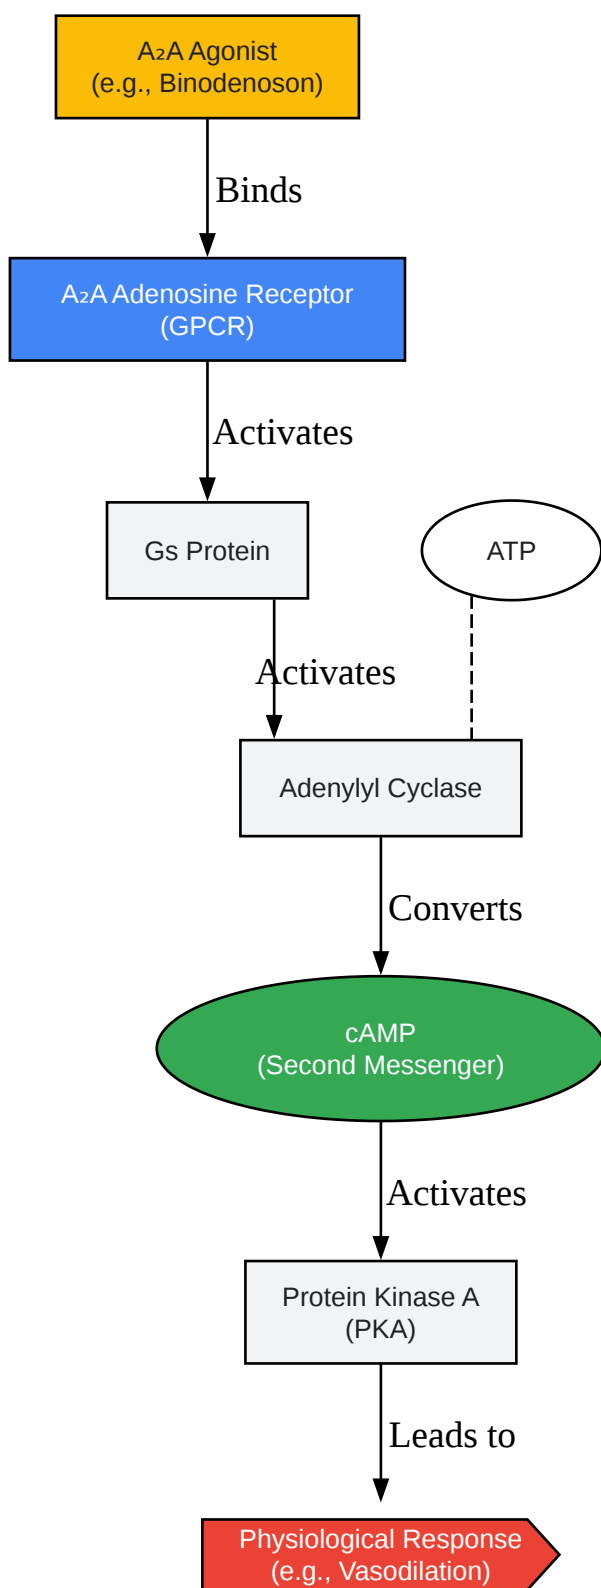 A₂A Agonist
(e.g., Binodenoson)
Binds
A₂A Adenosine Receptor
(GPCR)
Activates
Gs Protein
ATP
Activates
Adenylyl Cyclase
Converts
cAMP
(Second Messenger)
Activates
Protein Kinase A
(PKA)
Leads to
Physiological Response
(e.g., Vasodilation)